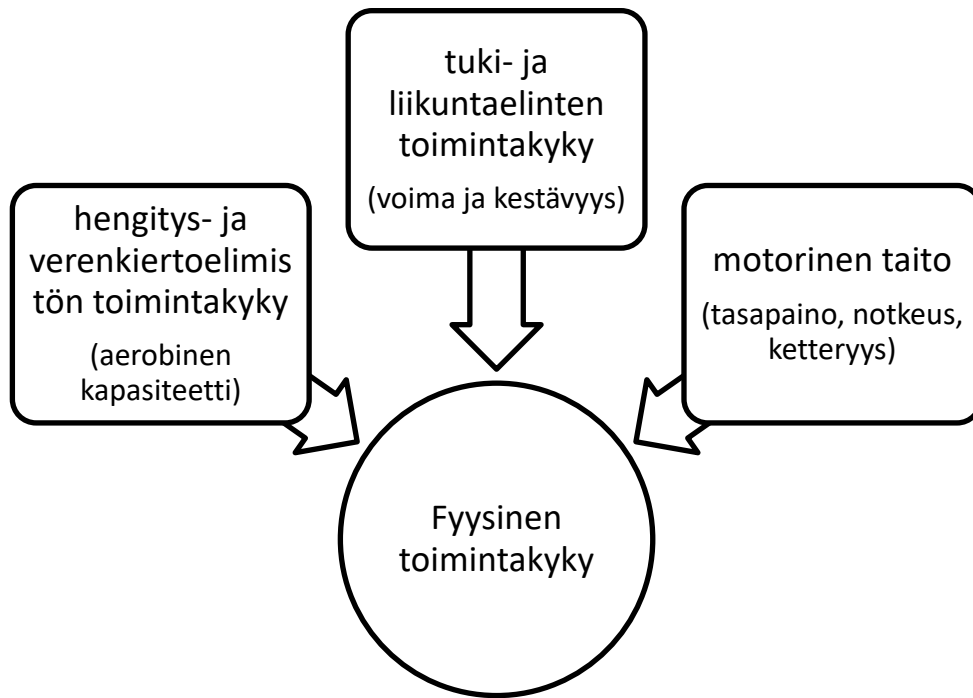 tuki- ja
liikuntaelinten
toimintakyky
(voima ja kestävyys)
hengitys- ja
verenkiertoelimis
tön toimintakyky
(aerobinen
kapasiteetti)
motorinen taito
(tasapaino, notkeus,
ketteryys)
Fyysinen
toimintakyky